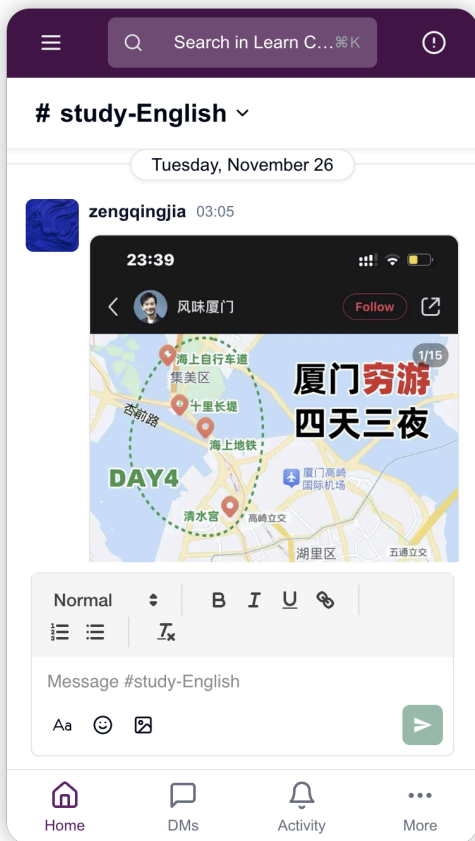 Search in Learn C...⌘K
# study-English
Tuesday, November 26
zengqingjia 03:05
23:39
风味厦门
Follow
1/15
海上自行车道
集美区
厦门穷游
杏前路
十里长堤
四天三夜
海上地铁
DAY4
厦门高崎
国际机场
清水宫
高崎立交
湖里区
五通立交
Normal
B I U
Message #study-English
Aa
Home
DMs
Activity
More